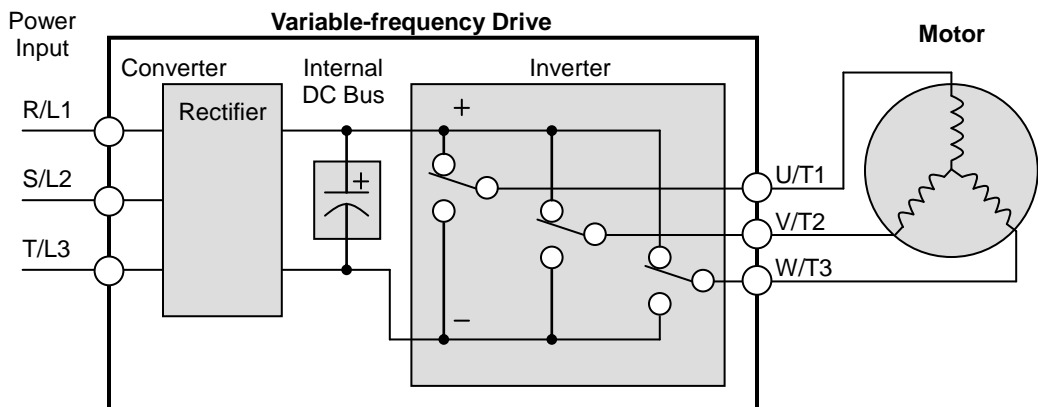 Power
Input
Variable-frequency Drive
Motor
Converter
Internal
DC Bus
Inverter
Rectifier
+
R/L1
+
S/L2
U/T1
V/T2
T/L3
W/T3
–